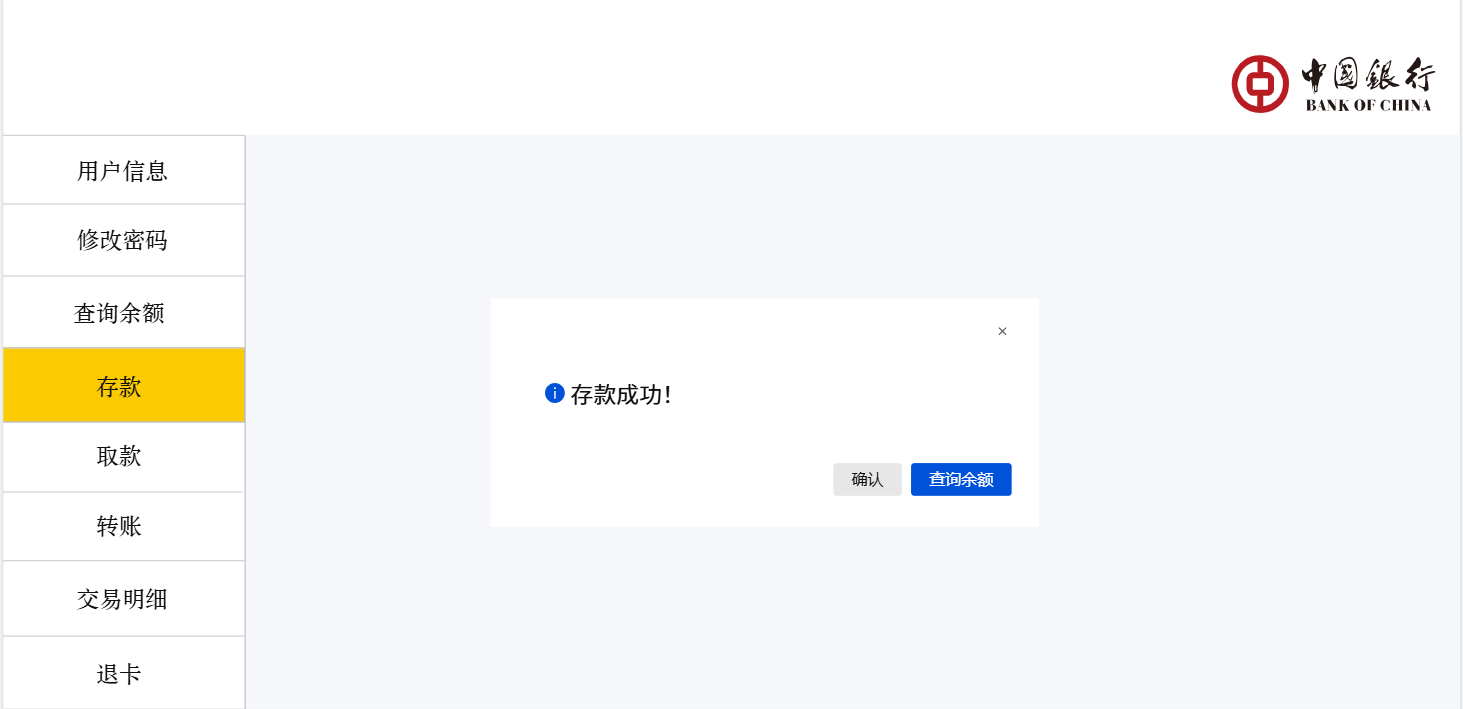 中国銀行
BANK OF CHINA
用户信息
修改密码
查询余额
存款
取款
转账
交易明细
退卡
×
i 存款成功！
确认
查询余额